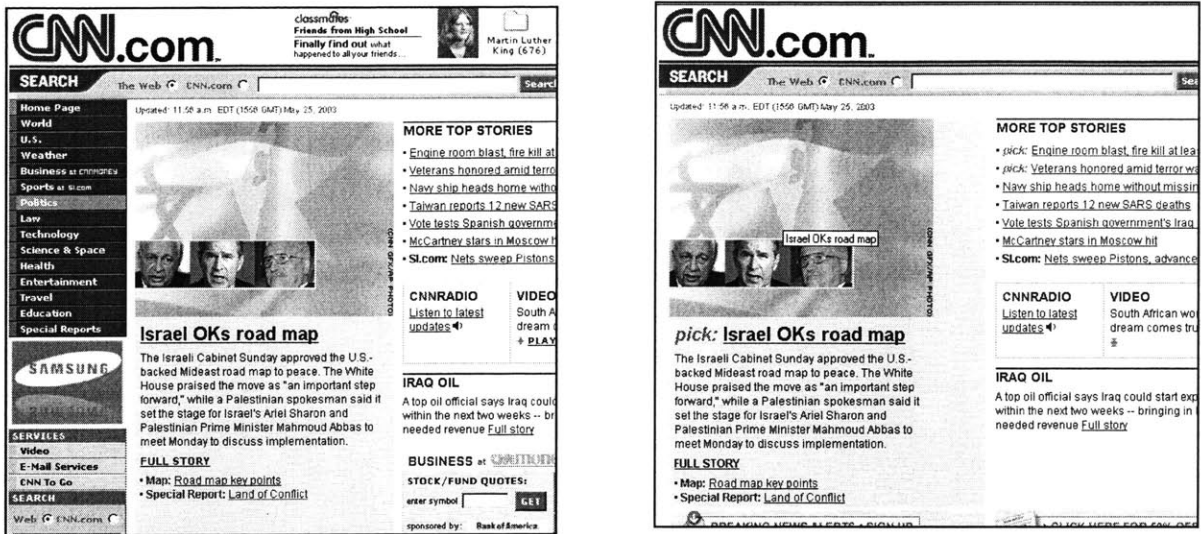 CNN.com
classmates
Friends from High School
Finally find out what
happened to all your friends...
Martin Luther
King (676)
SEARCH The Web CNN.com Search
Home Page
World
U.S.
Weather
Business at CNNMONEY
Sports at SI.com
Politics
Law
Technology
Science & Space
Health
Entertainment
Travel
Education
Special Reports
SAMSUNG
SERVICES
Video
E-Mail Services
CNN To Go
SEARCH
Web CNN.com
Updated: 11:56 a.m. EDT (1556 GMT) May 25, 2003
Israel OKs road map
The Israeli Cabinet Sunday approved the U.S.-
backed Mideast road map to peace. The White
House praised the move as "an important step
forward," while a Palestinian spokesman said it
set the stage for Israel's Ariel Sharon and
Palestinian Prime Minister Mahmoud Abbas to
meet Monday to discuss implementation.
FULL STORY
• Map: Road map key points
• Special Report: Land of Conflict
MORE TOP STORIES
• Engine room blast, fire kill at
• Veterans honored amid terro
• Navy ship heads home witho
• Taiwan reports 12 new SARS
• Vote tests Spanish governme
• McCartney stars in Moscow h
• SI.com: Nets sweep Pistons
CNNRADIO
Listen to latest
updates
VIDEO
South A
dream
PLAY
IRAQ OIL
A top oil official says Iraq could
within the next two weeks -- br
needed revenue Full story
BUSINESS at
STOCK/FUND QUOTES:
enter symbol GET
sponsored by: Bank of America
CNN.com
SEARCH The Web CNN.com Sea
Updated: 11:56 a.m. EDT (1556 GMT) May 25, 2003
Israel OKs road map
pick: Israel OKs road map
The Israeli Cabinet Sunday approved the U.S.-
backed Mideast road map to peace. The White
House praised the move as "an important step
forward," while a Palestinian spokesman said it
set the stage for Israel's Ariel Sharon and
Palestinian Prime Minister Mahmoud Abbas to
meet Monday to discuss implementation.
FULL STORY
• Map: Road map key points
• Special Report: Land of Conflict
BREAKING NEWS ALERTS
MORE TOP STORIES
• pick: Engine room blast, fire kill at lea
• pick: Veterans honored amid terror wo
• Navy ship heads home without missin
• Taiwan reports 12 new SARS deaths
• Vote tests Spanish government's Iraq
• McCartney stars in Moscow hit
• SI.com: Nets sweep Pistons, advance
CNNRADIO
Listen to latest
updates
VIDEO
South African wo
dream comes tru
IRAQ OIL
A top oil official says Iraq could start exp
within the next two weeks -- bringing in
needed revenue Full story
CLICK HERE FOR 50% OFF